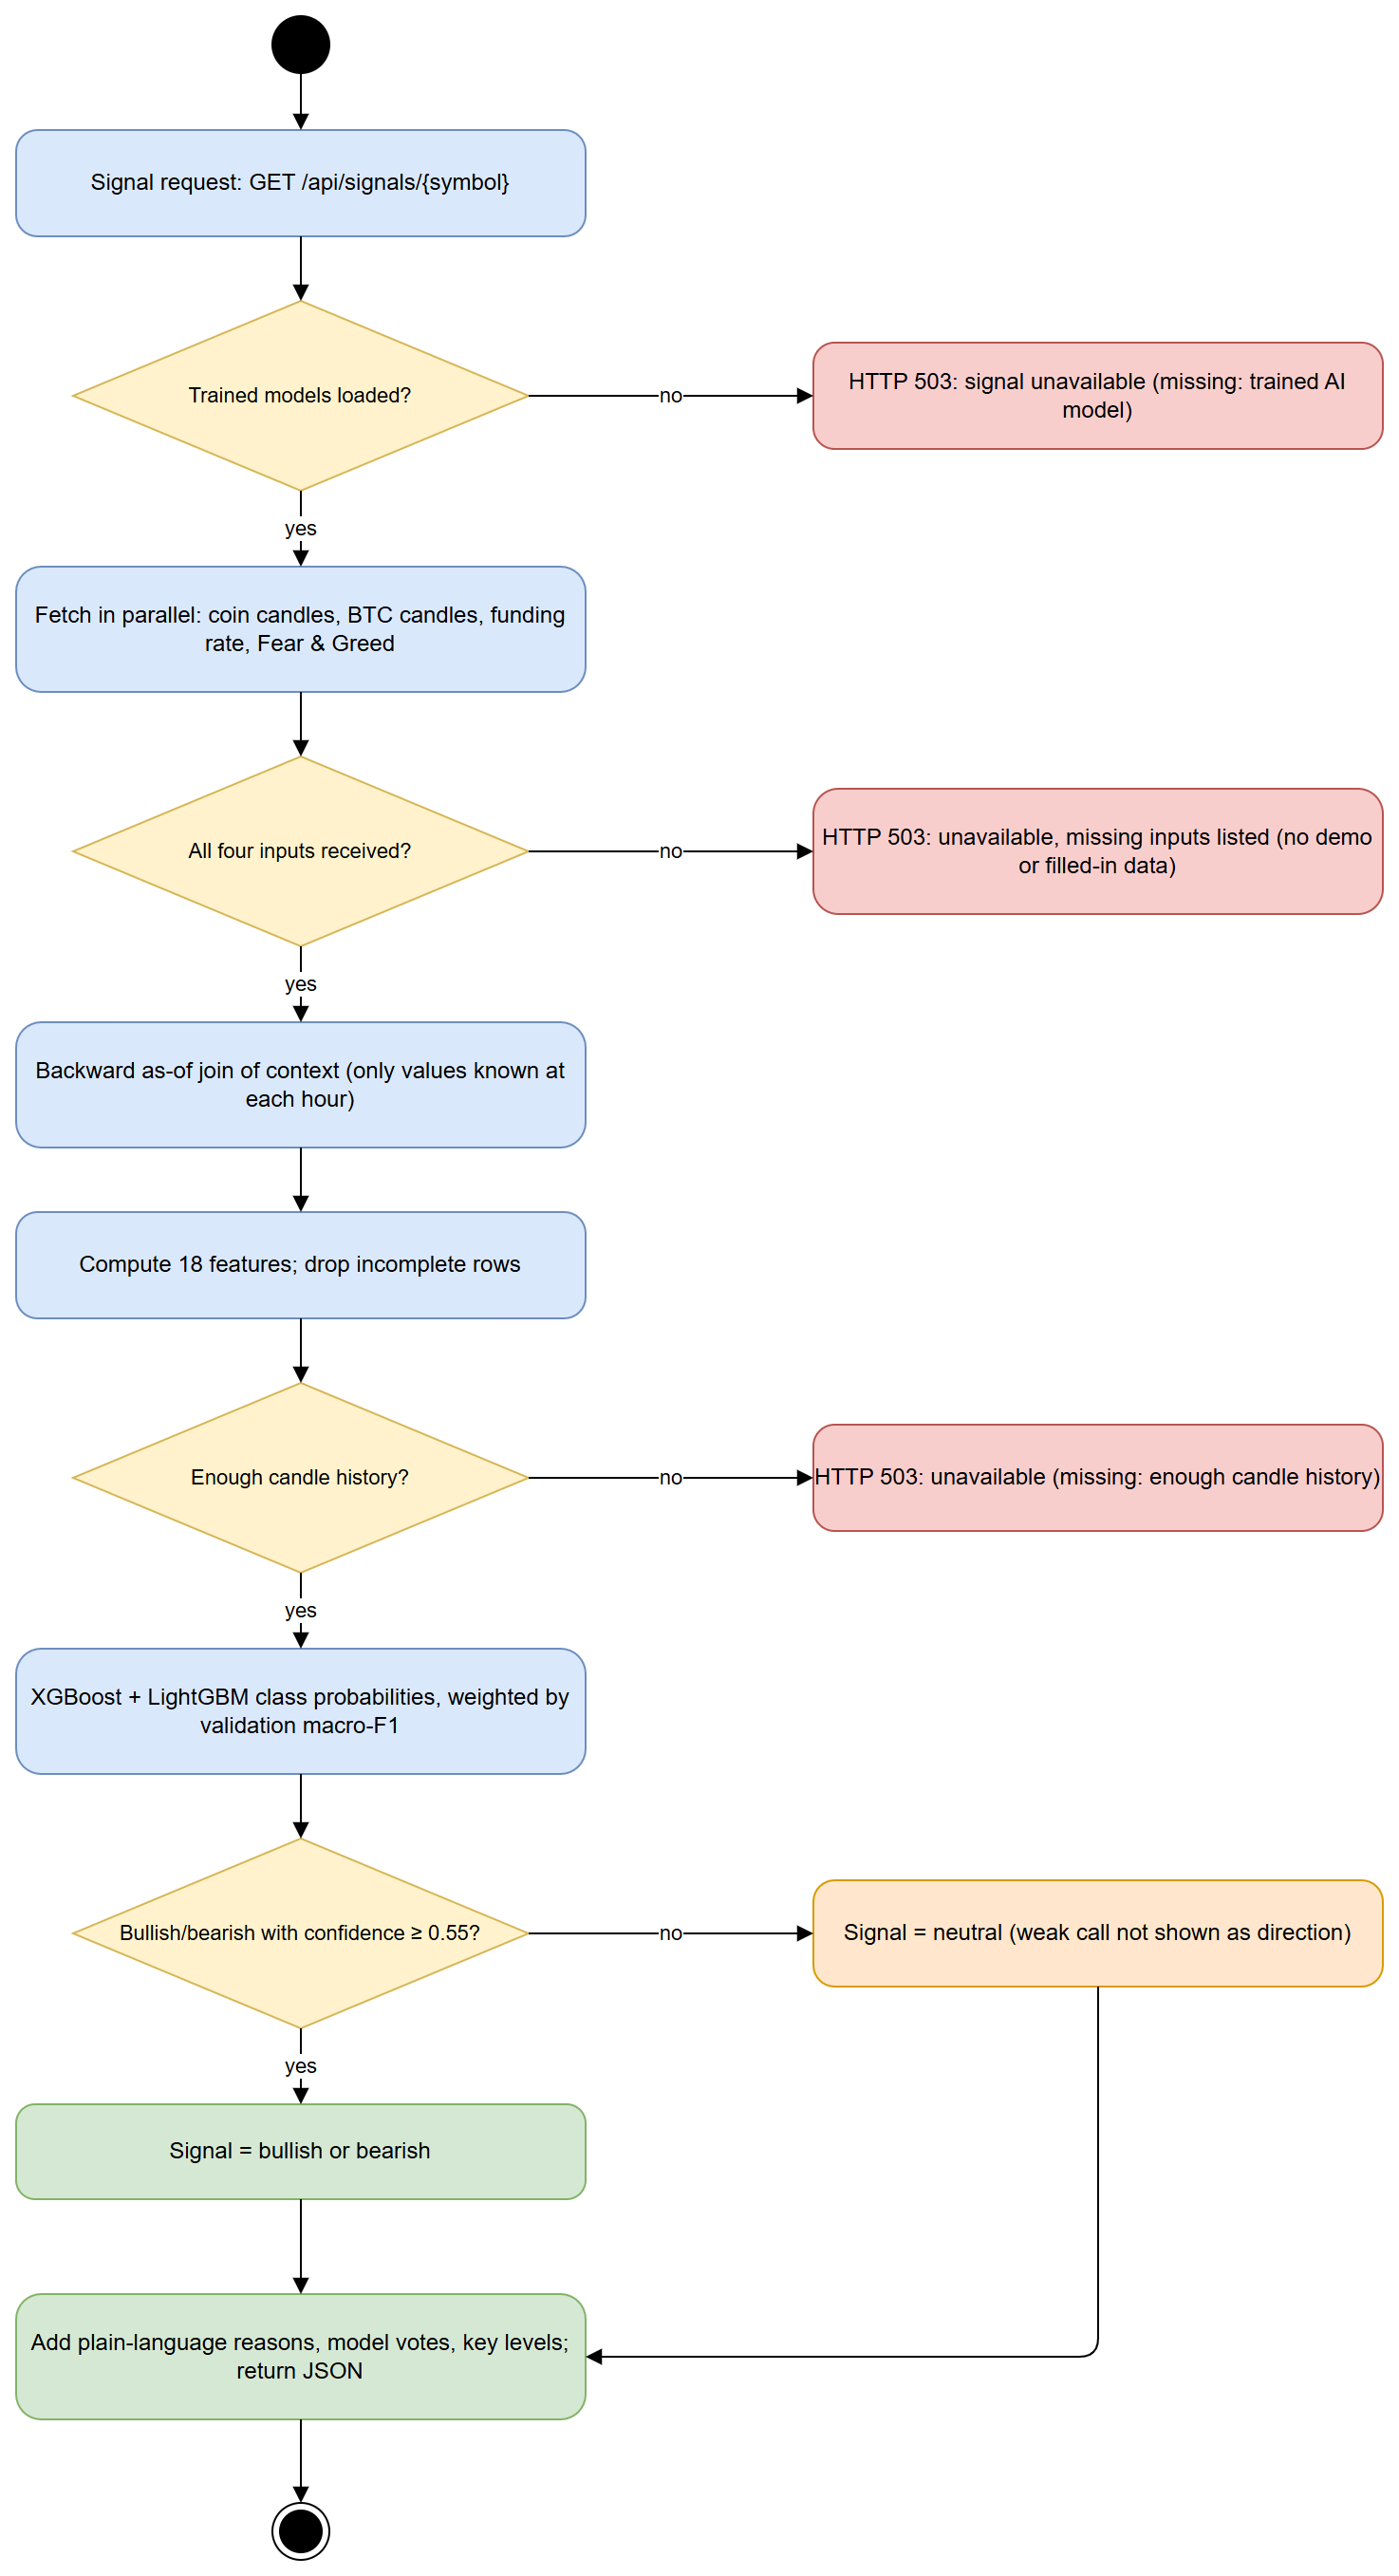 Signal request: GET /api/signals/{symbol}
Trained models loaded?
no
HTTP 503: signal unavailable (missing: trained AI
model)
yes
Fetch in parallel: coin candles, BTC candles, funding
rate, Fear & Greed
All four inputs received?
no
HTTP 503: unavailable, missing inputs listed (no demo
or filled-in data)
yes
Backward as-of join of context (only values known at
each hour)
Compute 18 features; drop incomplete rows
Enough candle history?
no
HTTP 503: unavailable (missing: enough candle history)
yes
XGBoost + LightGBM class probabilities, weighted by
validation macro-F1
Bullish/bearish with confidence ≥ 0.55?
no
Signal = neutral (weak call not shown as direction)
yes
Signal = bullish or bearish
Add plain-language reasons, model votes, key levels;
return JSON